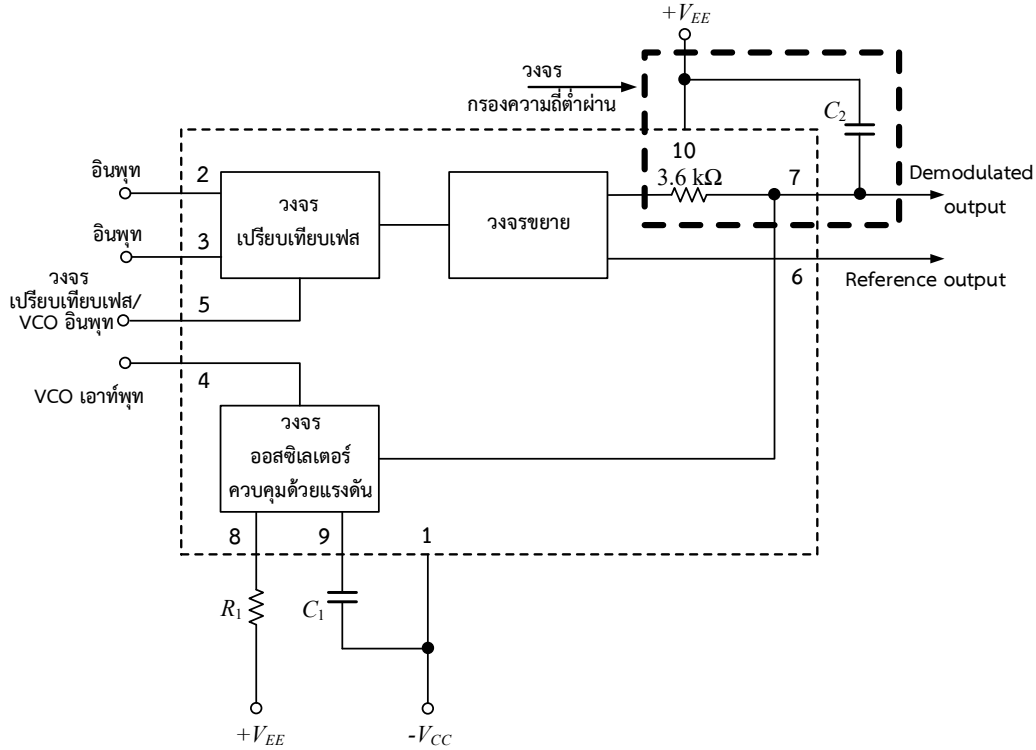 +VEE
วงจร
กรองความถี่ต่ำผ่าน
C2
10
3.6 kΩ
7
Demodulated
output
อินพุท
2
วงจร
เปรียบเทียบเฟส
วงจรขยาย
อินพุท
3
6
Reference output
วงจร
เปรียบเทียบเฟส/
VCO อินพุท
5
4
VCO เอาท์พุท
วงจร
ออสซิเลเตอร์
ควบคุมด้วยแรงดัน
8
9
1
R1
C1
+VEE
-VCC